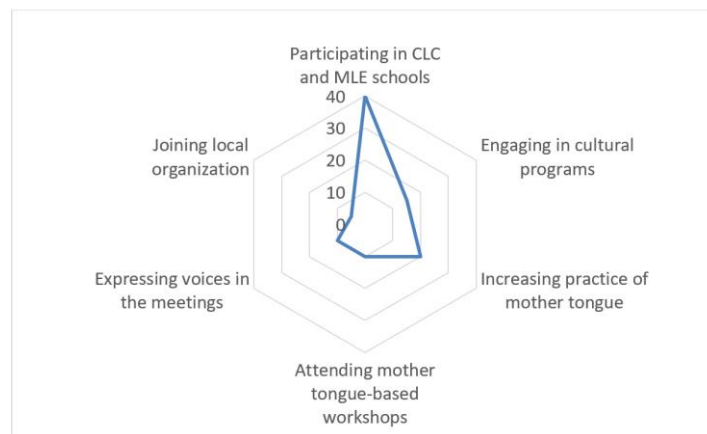 Participating in CLC
and MLE schools
40
30
20
10
0
Engaging in cultural
programs
Increasing practice of
mother tongue
Attending mother
tongue-based
workshops
Expressing voices in
the meetings
Joining local
organization